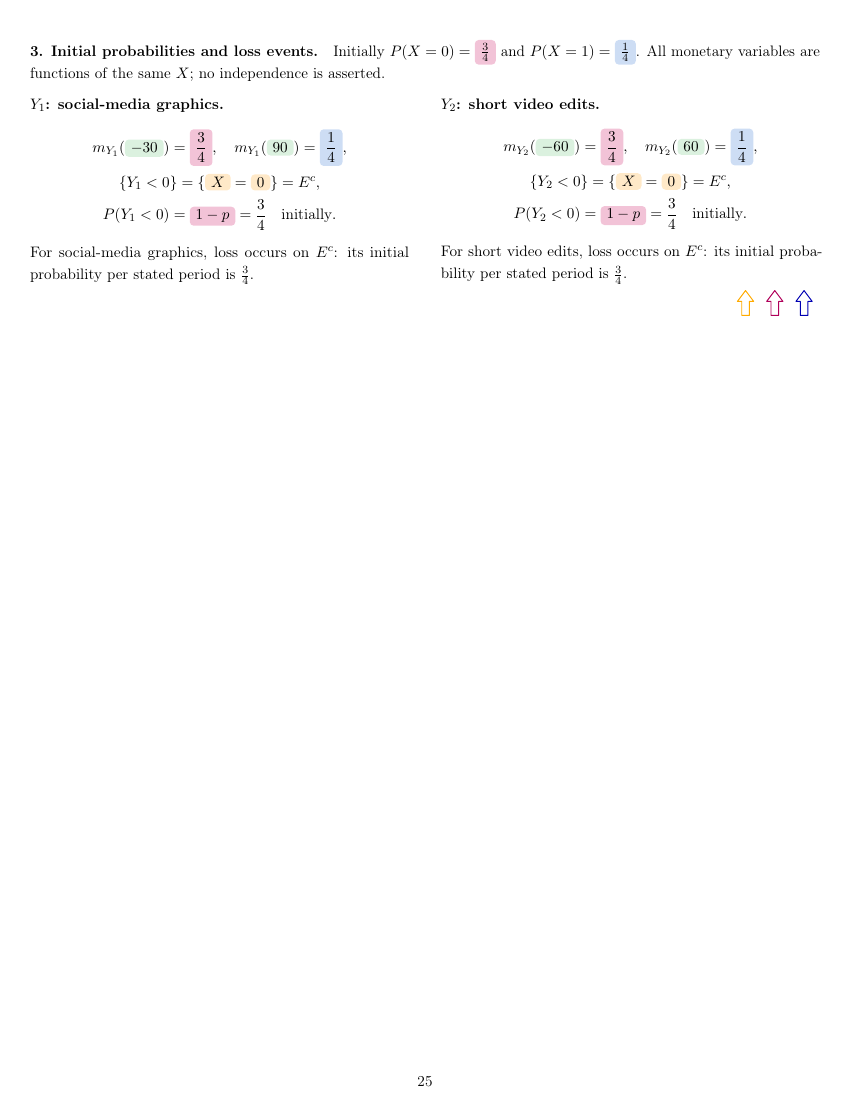 3. Initial probabilities and loss events. Initially P(X = 0) = 3/4 and P(X = 1) = 1/4. All monetary variables are
functions of the same X; no independence is asserted.
Y₁: social-media graphics.
m_{Y₁}(−30) = 3/4, m_{Y₁}(90) = 1/4,
{Y₁ < 0} = {X = 0} = Eᶜ,
P(Y₁ < 0) = 1 − p = 3/4 initially.
For social-media graphics, loss occurs on Eᶜ: its initial
probability per stated period is 3/4.
Y₂: short video edits.
m_{Y₂}(−60) = 3/4, m_{Y₂}(60) = 1/4,
{Y₂ < 0} = {X = 0} = Eᶜ,
P(Y₂ < 0) = 1 − p = 3/4 initially.
For short video edits, loss occurs on Eᶜ: its initial proba-
bility per stated period is 3/4.
25